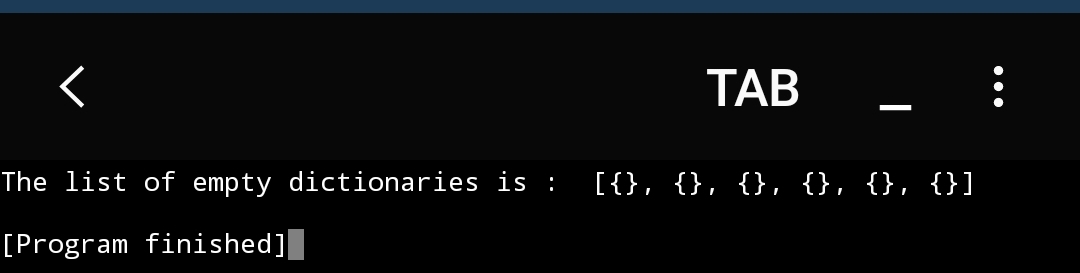 TAB _
The list of empty dictionaries is :  [{}, {}, {}, {}, {}, {}]
[Program finished]